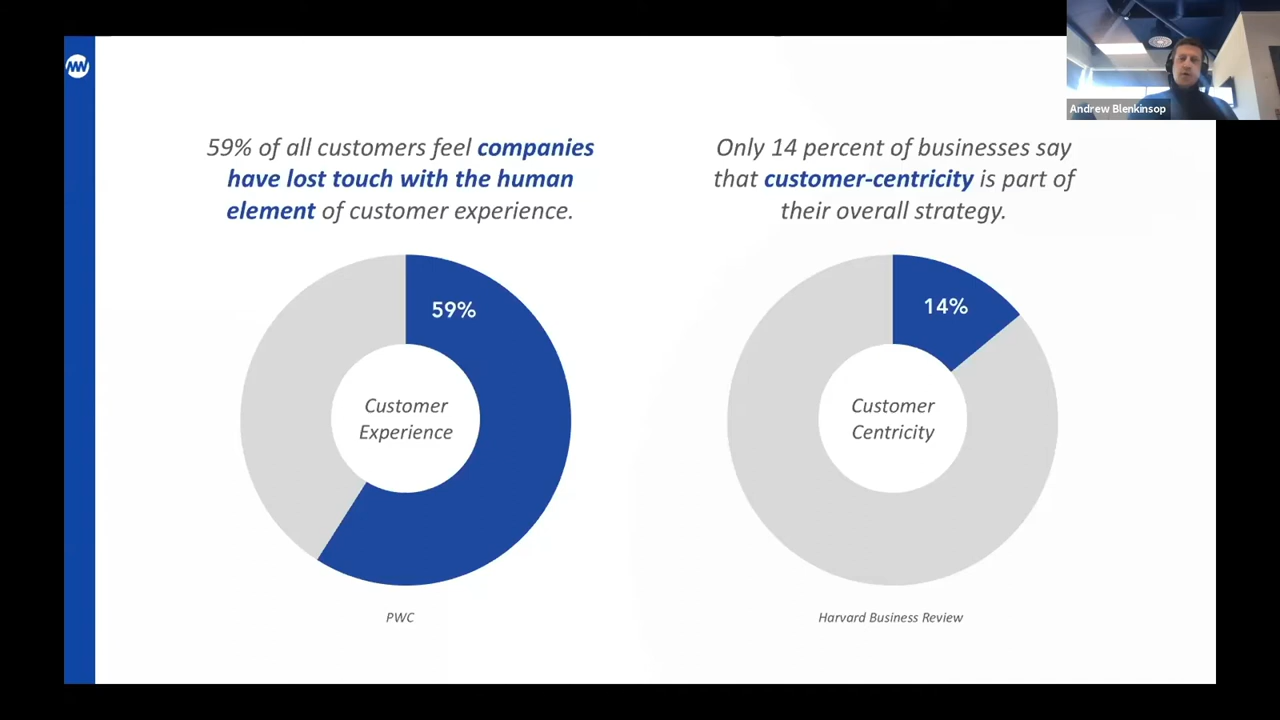 Andrew Blenkinsop
59% of all customers feel companies
have lost touch with the human
element of customer experience.
59%
Customer
Experience
PWC
Only 14 percent of businesses say
that customer-centricity is part of
their overall strategy.
14%
Customer
Centricity
Harvard Business Review